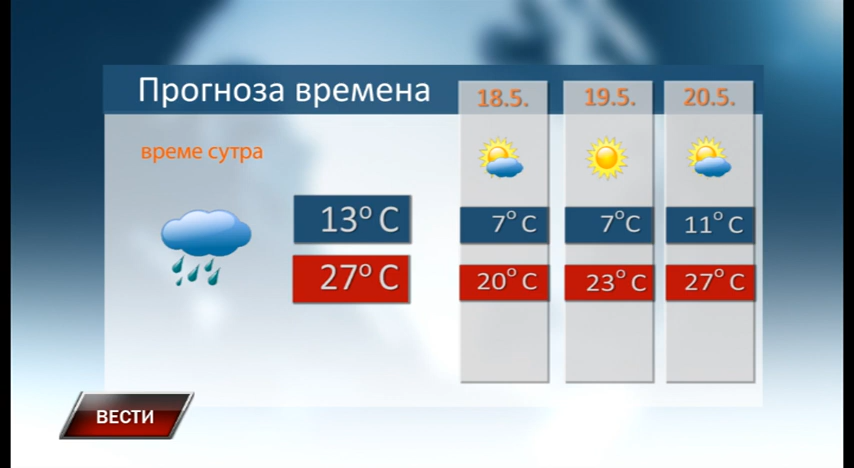 Прогноза времена
време сутра
13° C
27° C
18.5.
7° C
20° C
19.5.
7°C
23° C
20.5.
11° C
27° C
ВЕСТИ